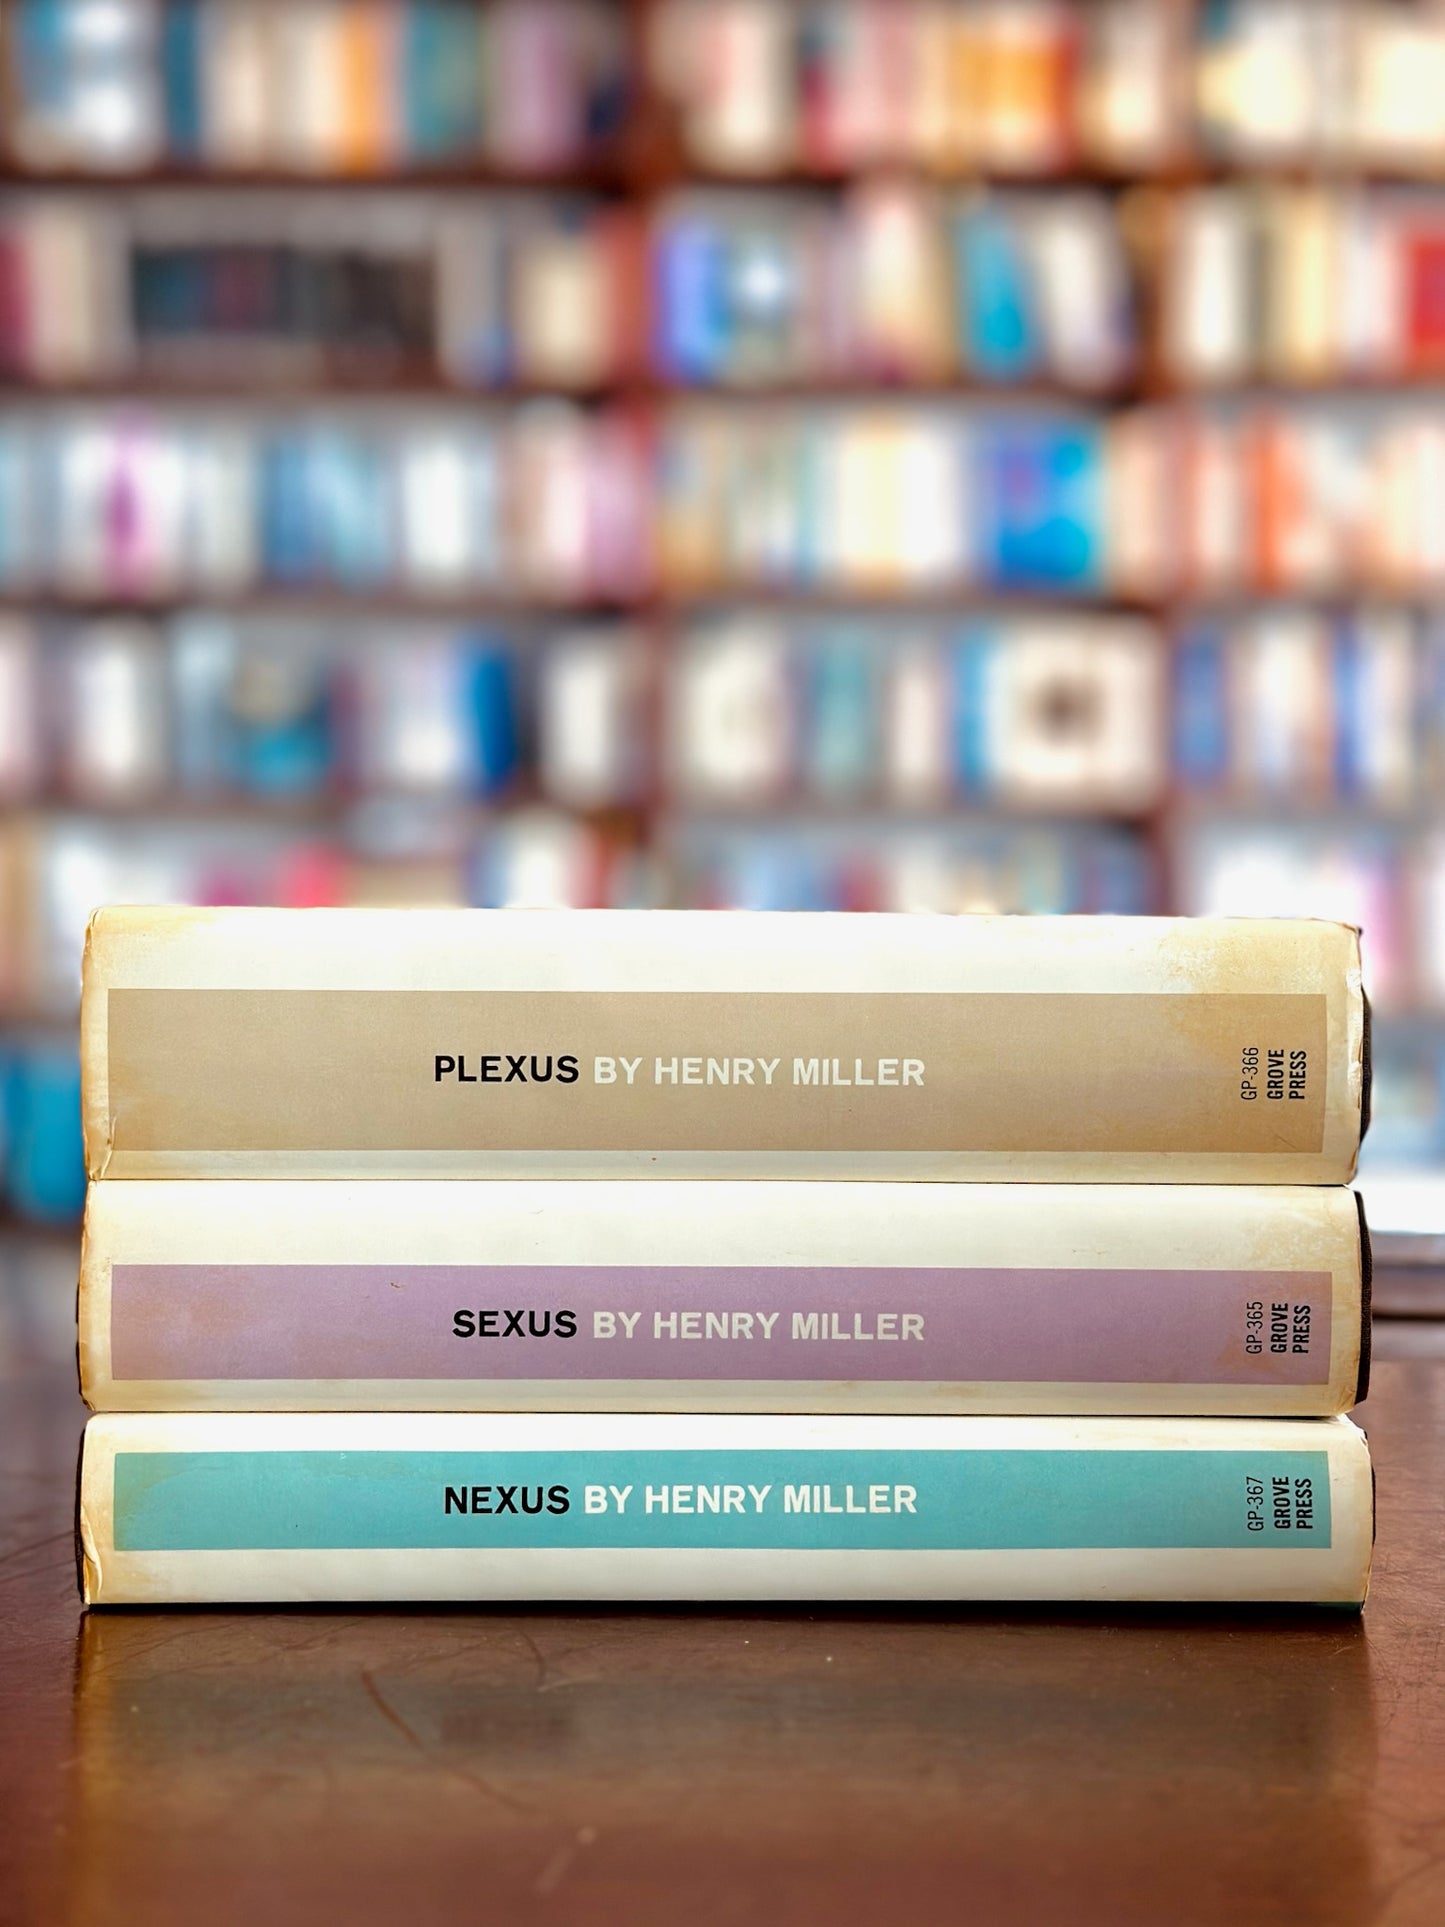 PLEXUS BY HENRY MILLER
GP-366
GROVE
PRESS
SEXUS BY HENRY MILLER
GP-365
GROVE
PRESS
NEXUS BY HENRY MILLER
GP-367
GROVE
PRESS